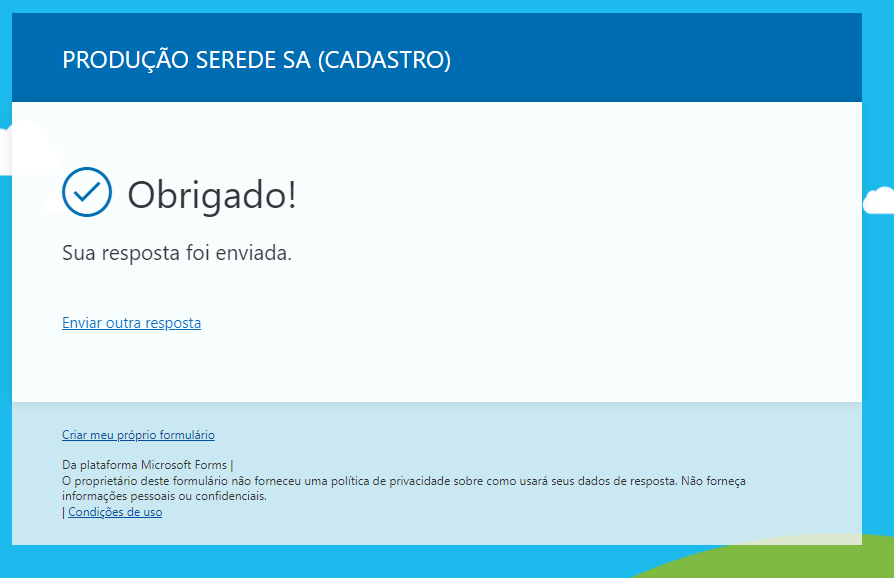 PRODUÇÃO SEREDE SA (CADASTRO)
Obrigado!
Sua resposta foi enviada.
Enviar outra resposta
Criar meu próprio formulário
Da plataforma Microsoft Forms |
O proprietário deste formulário não forneceu uma política de privacidade sobre como usará seus dados de resposta. Não forneça
informações pessoais ou confidenciais.
| Condições de uso